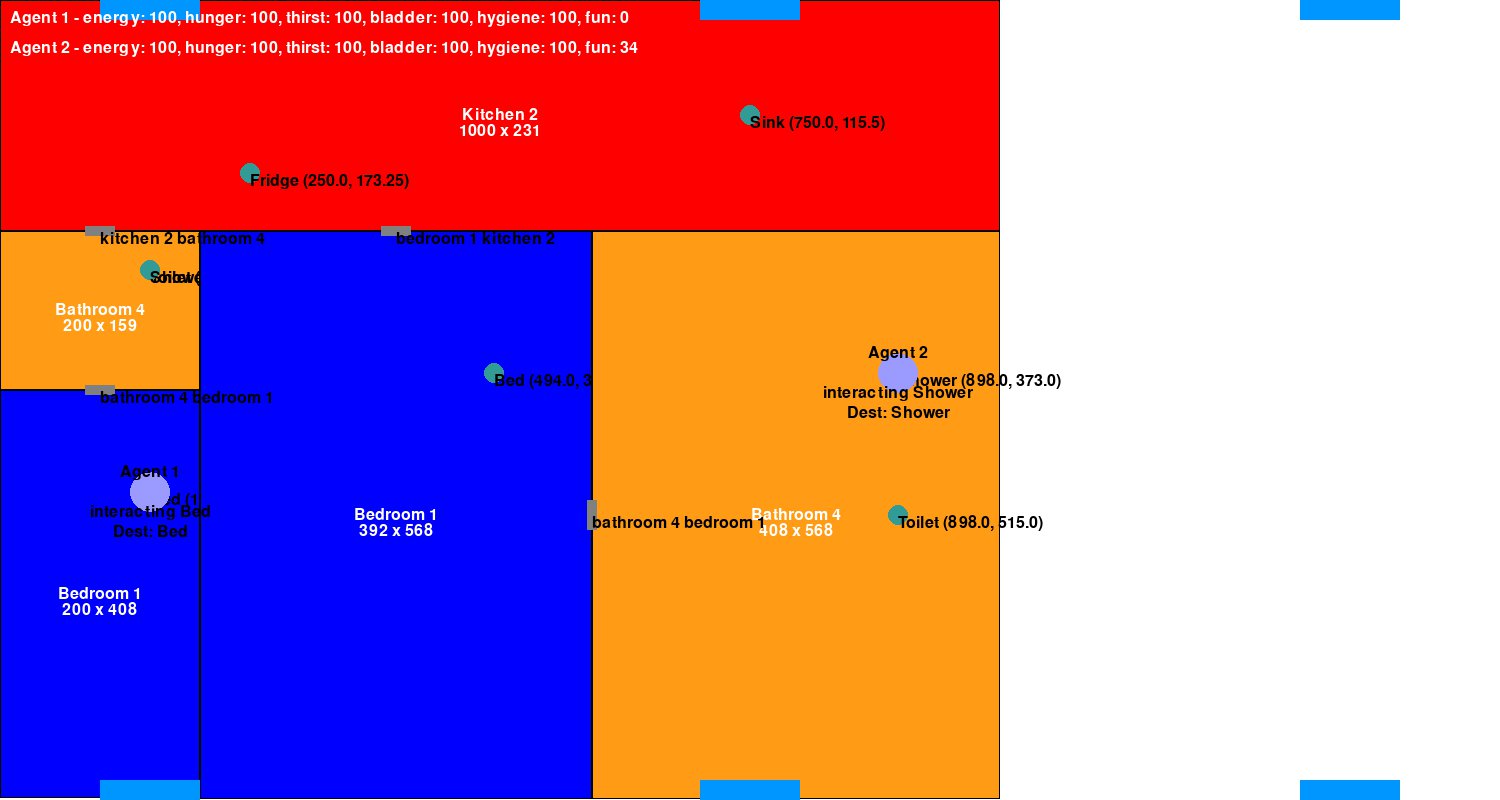 Agent 1 - energy: 100, hunger: 100, thirst: 100, bladder: 100, hygiene: 100, fun: 0
Agent 2 - energy: 100, hunger: 100, thirst: 100, bladder: 100, hygiene: 100, fun: 34
Kitchen 2
1000 x 231
Sink (750.0, 115.5)
Fridge (250.0, 173.25)
kitchen 2 bathroom 4
bedroom 1 kitchen 2
Bathroom 4
200 x 159
Agent 2
Bed (494.0, 3
ower (898.0, 373.0)
interacting Shower
Dest: Shower
bathroom 4 bedroom 1
Agent 1
interacting Bed
Dest: Bed
Bedroom 1
392 x 568
bathroom 4 bedroom 1
Bathroom 4
408 x 568
Toilet (898.0, 515.0)
Bedroom 1
200 x 408